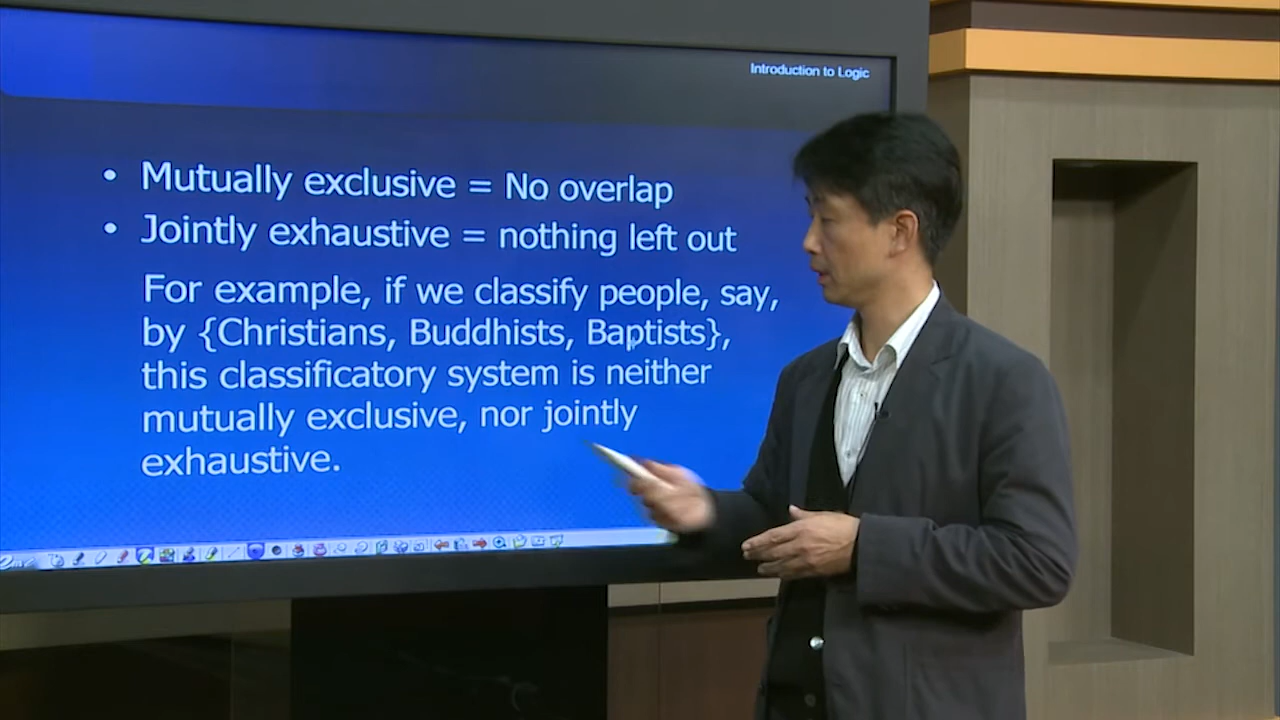 Introduction to Logic
• Mutually exclusive = No overlap
• Jointly exhaustive = nothing left out
For example, if we classify people, say,
by {Christians, Buddhists, Baptists},
this classificatory system is neither
mutually exclusive, nor jointly
exhaustive.